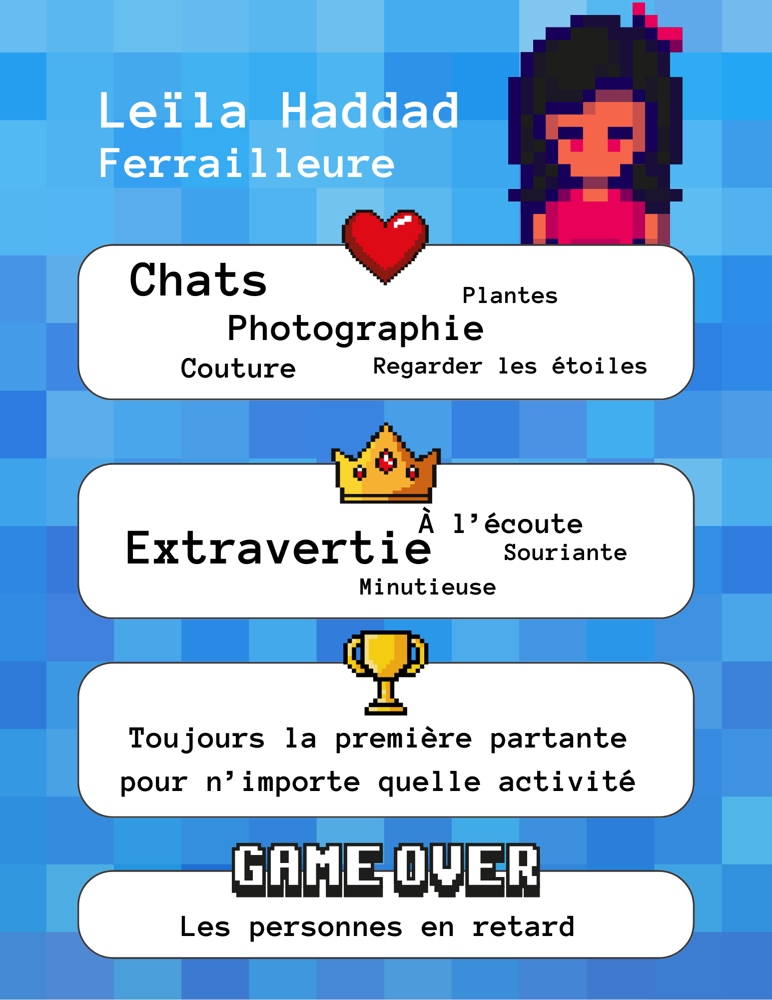 Leïla Haddad
Ferrailleure
Chats
Plantes
Photographie
Couture
Regarder les étoiles
À l’écoute
Extravertie
Souriante
Minutieuse
Toujours la première partante
pour n’importe quelle activité
GAME OVER
Les personnes en retard